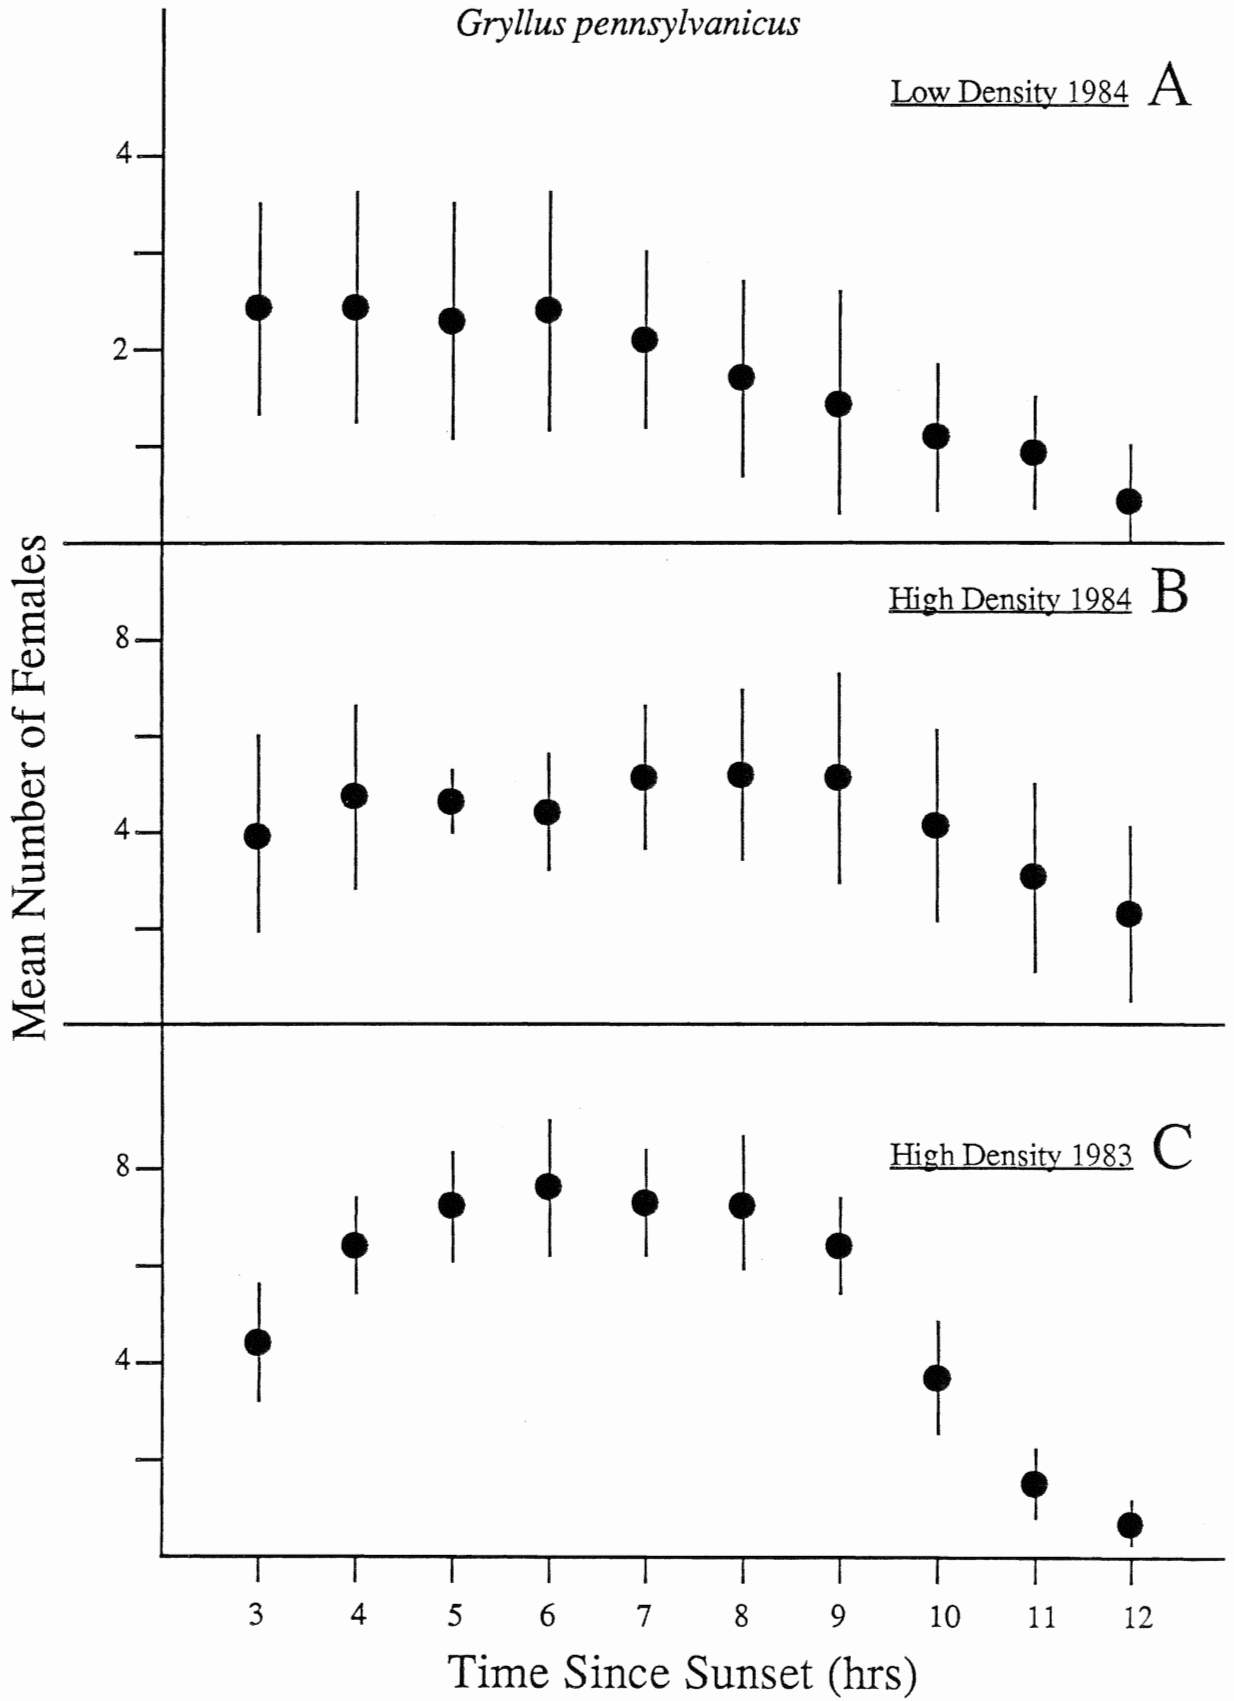 Gryllus pennsylvanicus
Low Density 1984 A
4
2
High Density 1984 B
8
4
High Density 1983 C
8
4
Mean Number of Females
3 4 5 6 7 8 9 10 11 12
Time Since Sunset (hrs)